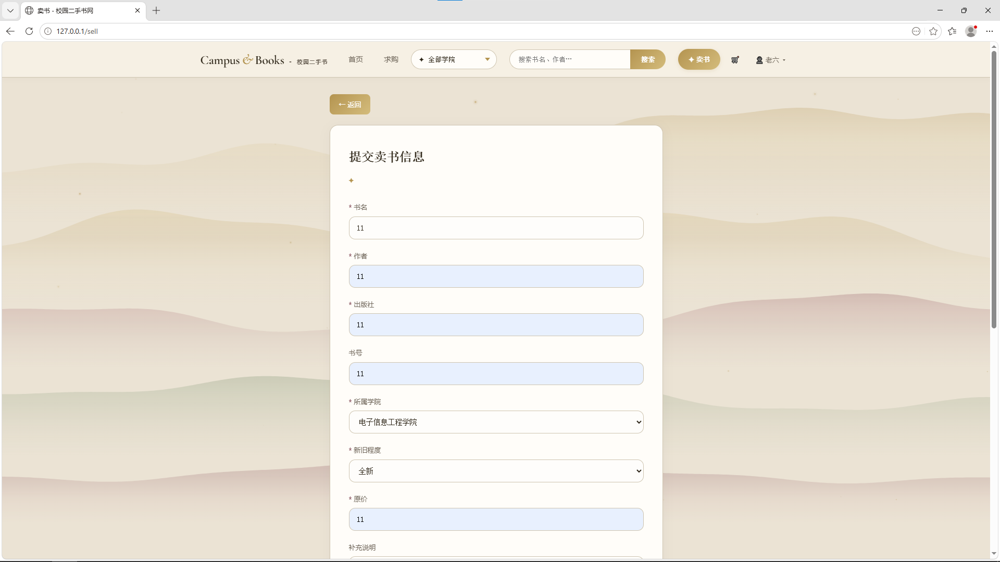 卖书 - 校园二手书网
127.0.0.1/sell
Campus & Books - 校园二手书
首页
求购
✦ 全部学院
搜索书名、作者…
搜索
✦ 卖书
老六
← 返回
提交卖书信息
✦
* 书名
11
* 作者
11
* 出版社
11
书号
11
* 所属学院
电子信息工程学院
* 新旧程度
全新
* 原价
11
补充说明